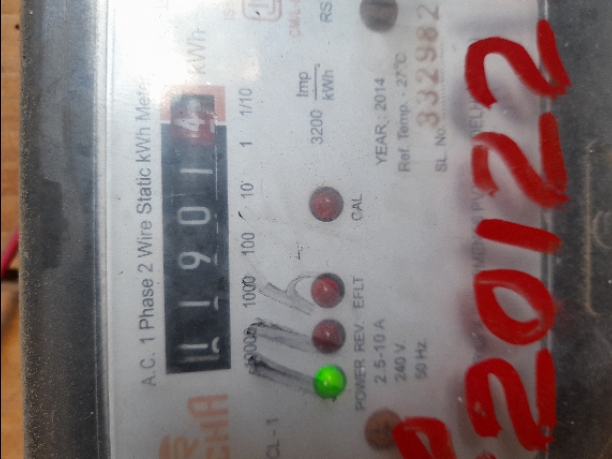 A.C. 1 Phase 2 Wire Static kWh Meter
1 9 0 1 4 kWh
1000 100 10 1 1/10
CL-1
3200 Imp/kWh
RS
POWER REV. EFLT CAL
2.5-10 A
YEAR : 2014
240 V
Ref. Temp. : 27°C
50 Hz
SL. No. 332982
20122